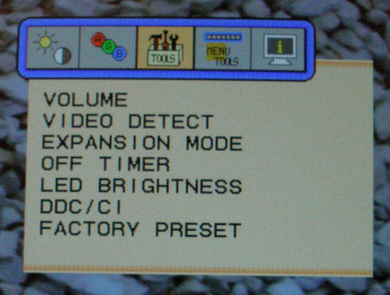 R G B
TOOLS
MENU
TOOLS
i
VOLUME
VIDEO DETECT
EXPANSION MODE
OFF TIMER
LED BRIGHTNESS
DDC/CI
FACTORY PRESET